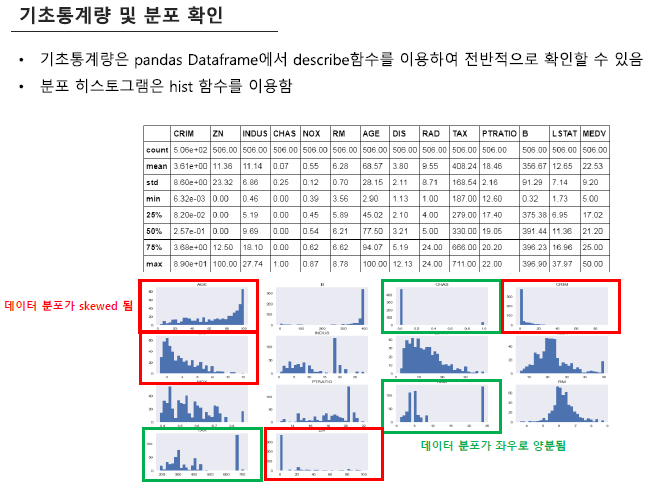 기초통계량 및 분포 확인
• 기초통계량은 pandas Dataframe에서 describe함수를 이용하여 전반적으로 확인할 수 있음
• 분포 히스토그램은 hist 함수를 이용함
CRIM ZN INDUS CHAS NOX RM AGE DIS RAD TAX PTRATIO B LSTAT MEDV
count 5.06e+02 506.00 506.00 506.00 506.00 506.00 506.00 506.00 506.00 506.00 506.00 506.00 506.00 506.00
mean 3.61e+00 11.36 11.14 0.07 0.55 6.28 68.57 3.80 9.55 408.24 18.46 356.67 12.65 22.53
std 8.60e+00 23.32 6.86 0.25 0.12 0.70 28.15 2.11 8.71 168.54 2.16 91.29 7.14 9.20
min 6.32e-03 0.00 0.46 0.00 0.39 3.56 2.90 1.13 1.00 187.00 12.60 0.32 1.73 5.00
25% 8.20e-02 0.00 5.19 0.00 0.45 5.89 45.02 2.10 4.00 279.00 17.40 375.38 6.95 17.02
50% 2.57e-01 0.00 9.69 0.00 0.54 6.21 77.50 3.21 5.00 330.00 19.05 391.44 11.36 21.20
75% 3.68e+00 12.50 18.10 0.00 0.62 6.62 94.07 5.19 24.00 666.00 20.20 396.23 16.96 25.00
max 8.90e+01 100.00 27.74 1.00 0.87 8.78 100.00 12.13 24.00 711.00 22.00 396.90 37.97 50.00
AGE B CHAS CRIM
데이터 분포가 skewed 됨
INDUS
PTRATIO RM
데이터 분포가 좌우로 양분됨